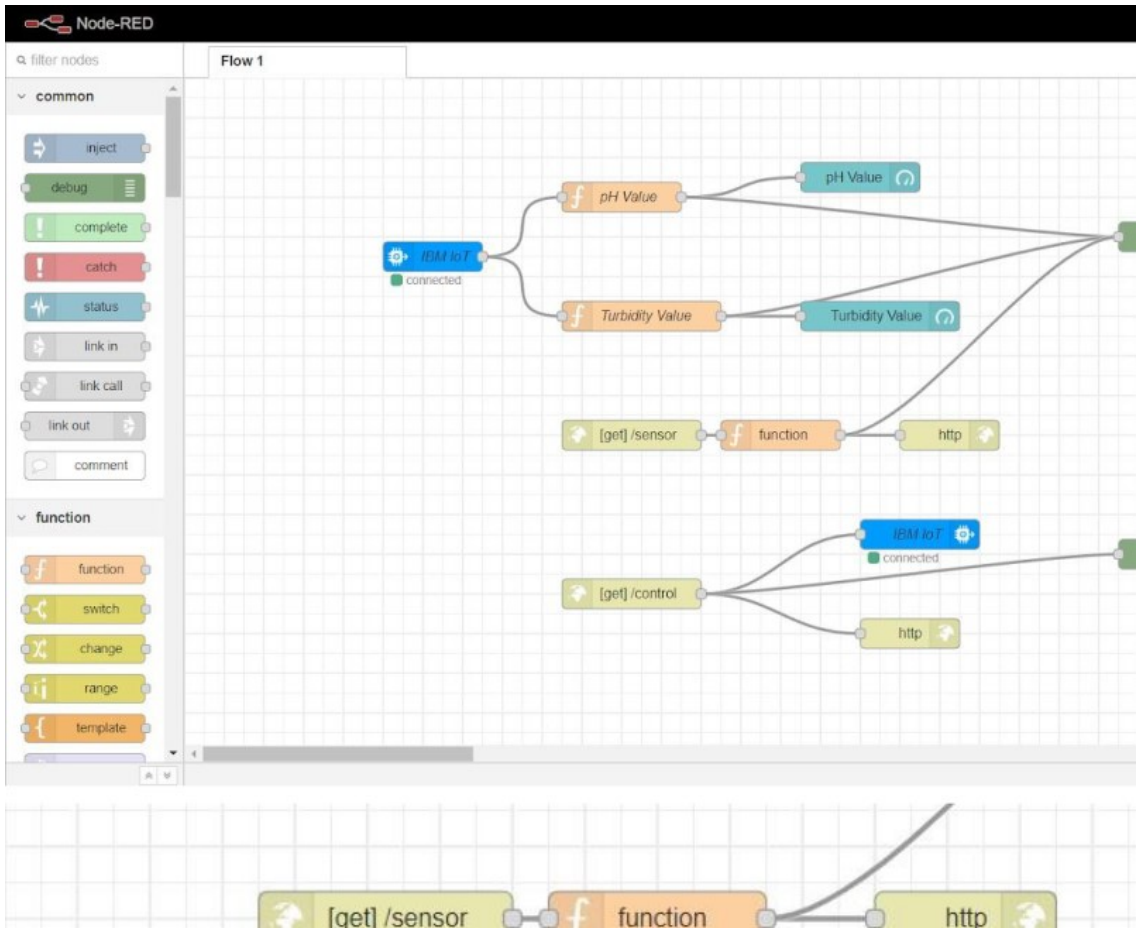 Node-RED
filter nodes
Flow 1
common
inject
debug
complete
catch
status
link in
link call
link out
comment
function
function
switch
change
range
template
pH Value
pH Value
IBM IoT
connected
Turbidity Value
Turbidity Value
[get] /sensor
function
http
IBM IoT
connected
[get] /control
http
[get] /sensor
function
http